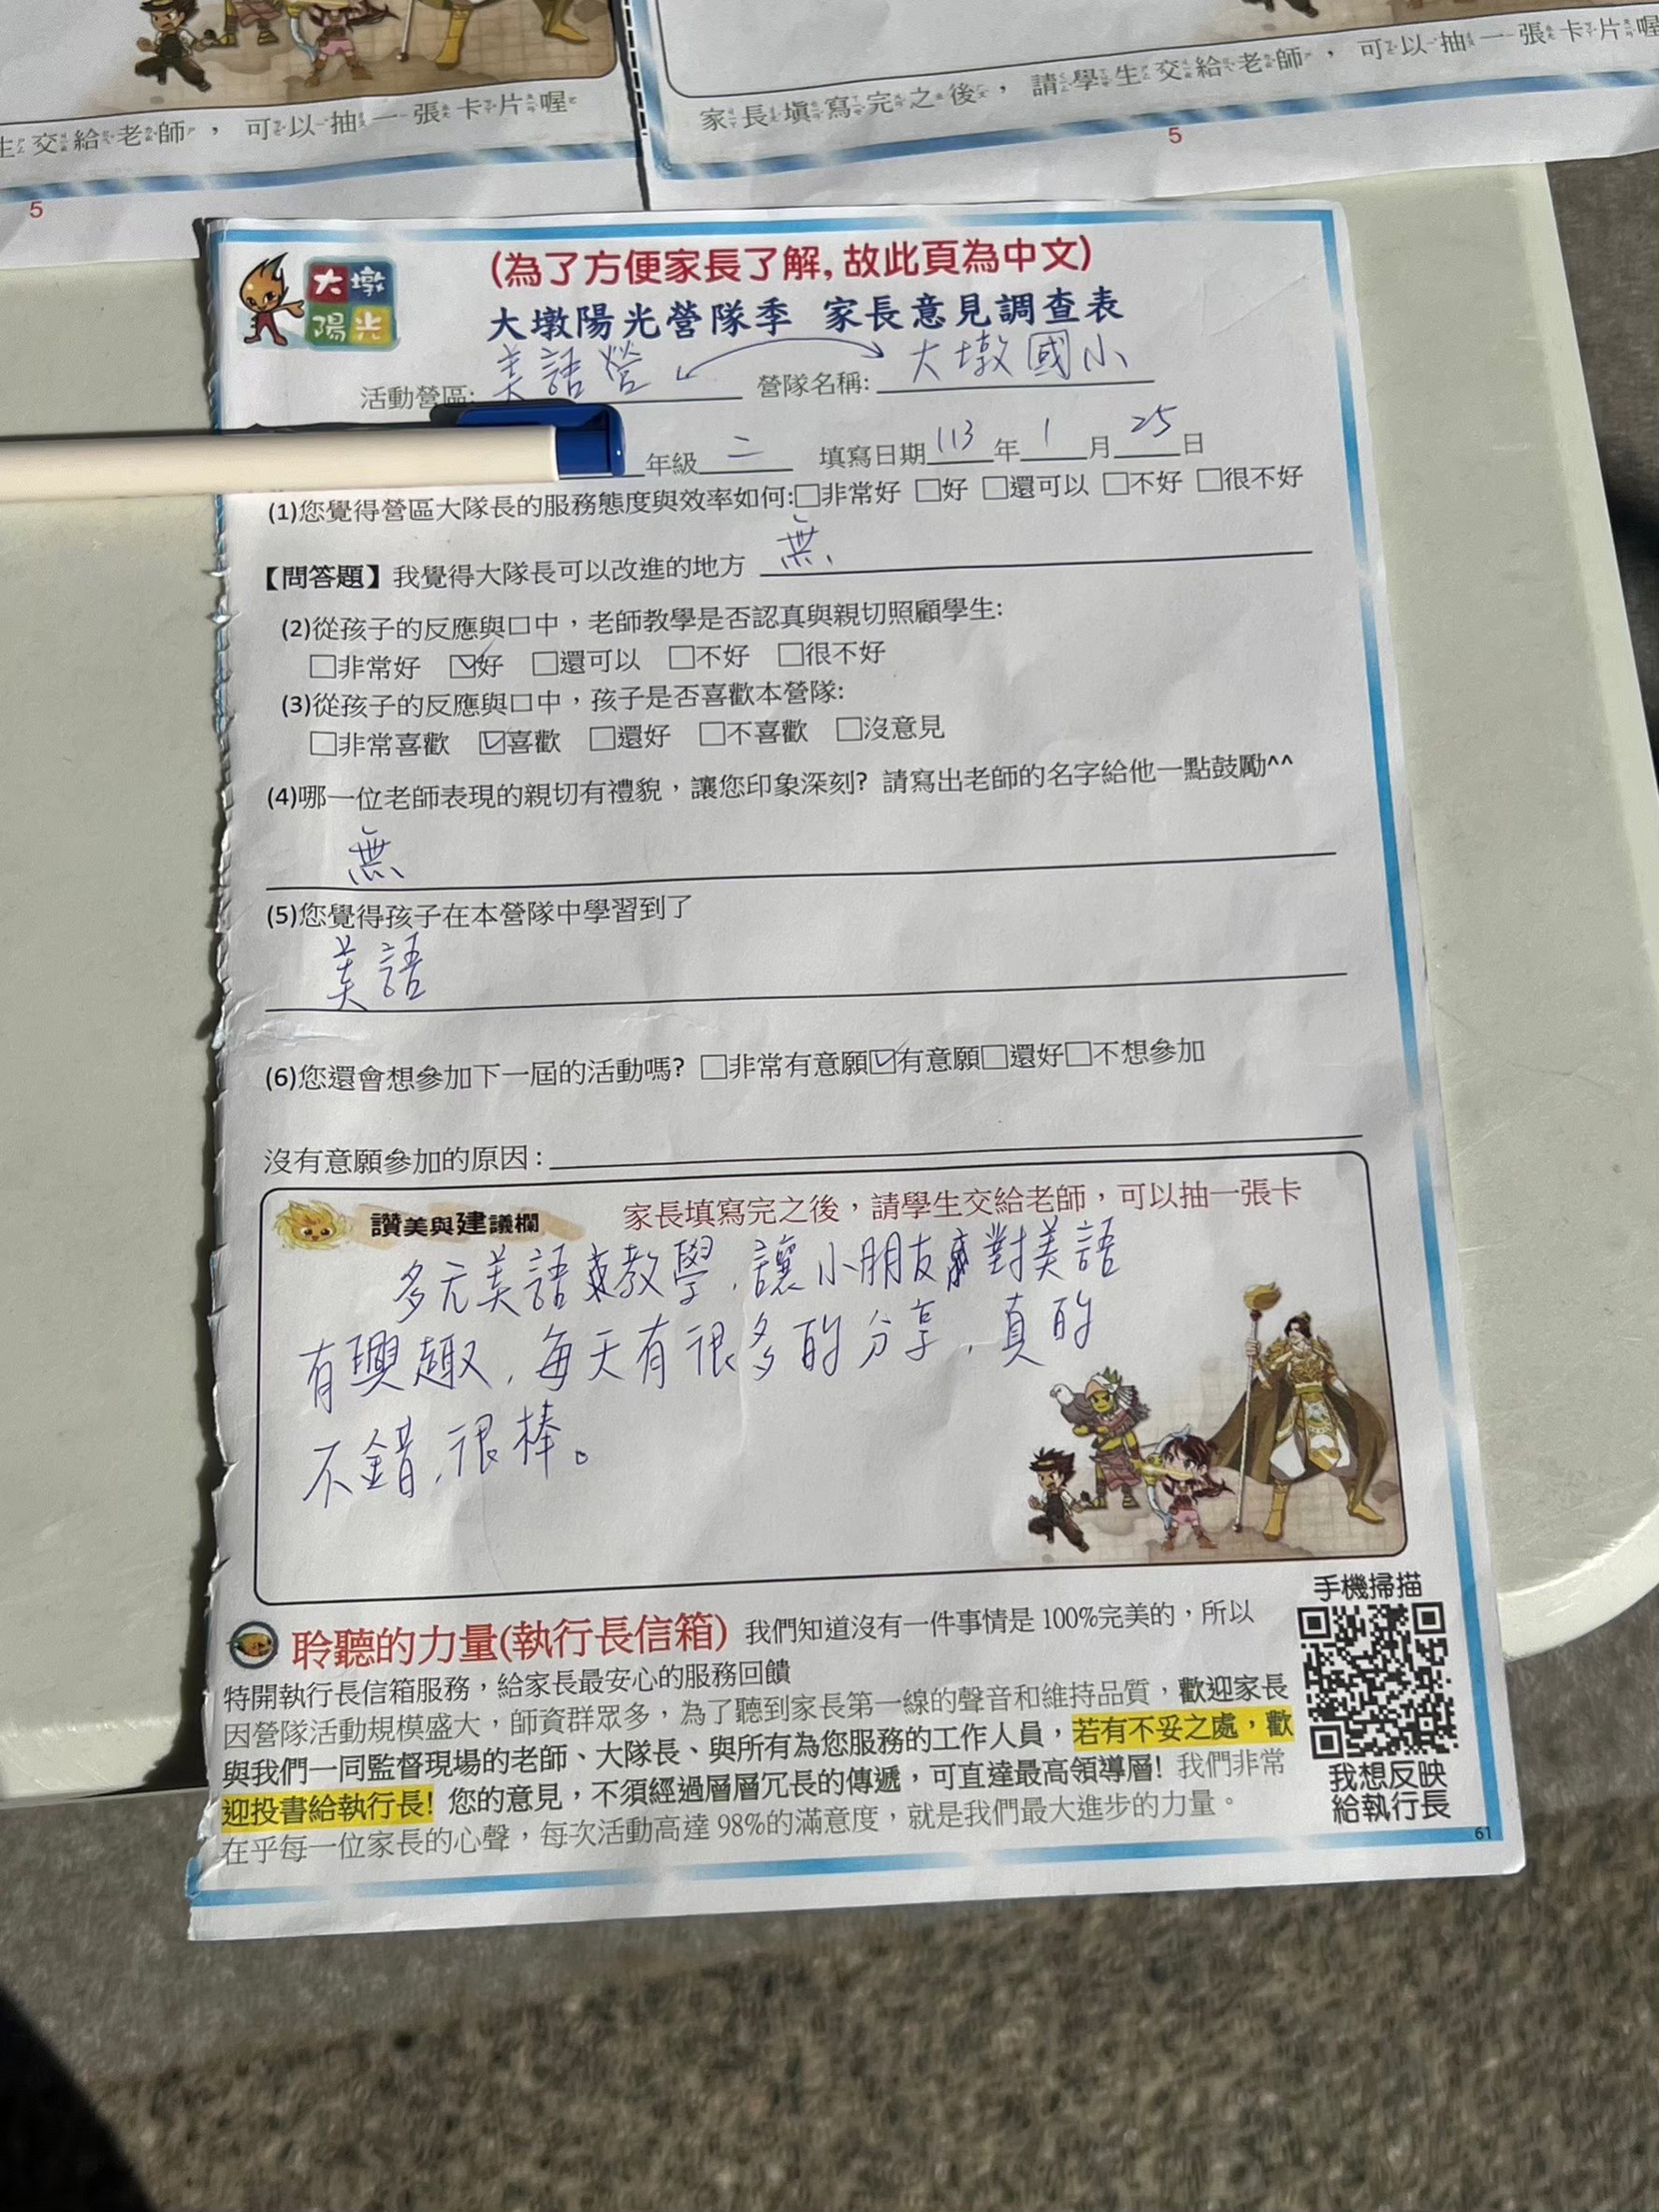 生交給老師，可以抽一張卡片喔
5
家長填寫完之後，請學生交給老師，可以抽一張卡片喔
5
大墩
陽光
(為了方便家長了解，故此頁為中文)
大墩陽光營隊季 家長意見調查表
活動營區: 美語營 營隊名稱: 大墩國小
年級 二 填寫日期 113 年 1 月 25 日
(1)您覺得營區大隊長的服務態度與效率如何:□非常好 □好 □還可以 □不好 □很不好
【問答題】我覺得大隊長可以改進的地方 無
(2)從孩子的反應與口中，老師教學是否認真與親切照顧學生:
□非常好 ☑好 □還可以 □不好 □很不好
(3)從孩子的反應與口中，孩子是否喜歡本營隊:
□非常喜歡 ☑喜歡 □還好 □不喜歡 □沒意見
(4)哪一位老師表現的親切有禮貌，讓您印象深刻? 請寫出老師的名字給他一點鼓勵^^
無
(5)您覺得孩子在本營隊中學習到了
美語
(6)您還會想參加下一屆的活動嗎? □非常有意願☑有意願□還好□不想參加
沒有意願參加的原因:
讚美與建議欄 家長填寫完之後，請學生交給老師，可以抽一張卡
多元美語教學，讓小朋友對美語
有興趣，每天有很多的分享，真的
不錯，很棒。
聆聽的力量(執行長信箱) 我們知道沒有一件事情是 100%完美的，所以
特開執行長信箱服務，給家長最安心的服務回饋
因營隊活動規模盛大，師資群眾多，為了聽到家長第一線的聲音和維持品質，歡迎家長
與我們一同監督現場的老師、大隊長、與所有為您服務的工作人員，若有不妥之處，歡
迎投書給執行長! 您的意見，不須經過層層冗長的傳遞，可直達最高領導層! 我們非常
在乎每一位家長的心聲，每次活動高達 98%的滿意度，就是我們最大進步的力量。
手機掃描
我想反映
給執行長
61